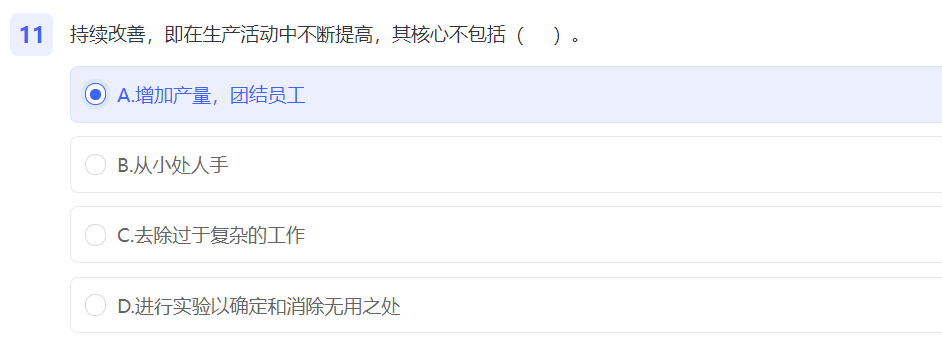 11 持续改善，即在生产活动中不断提高，其核心不包括（ ）。
A.增加产量，团结员工
B.从小处人手
C.去除过于复杂的工作
D.进行实验以确定和消除无用之处